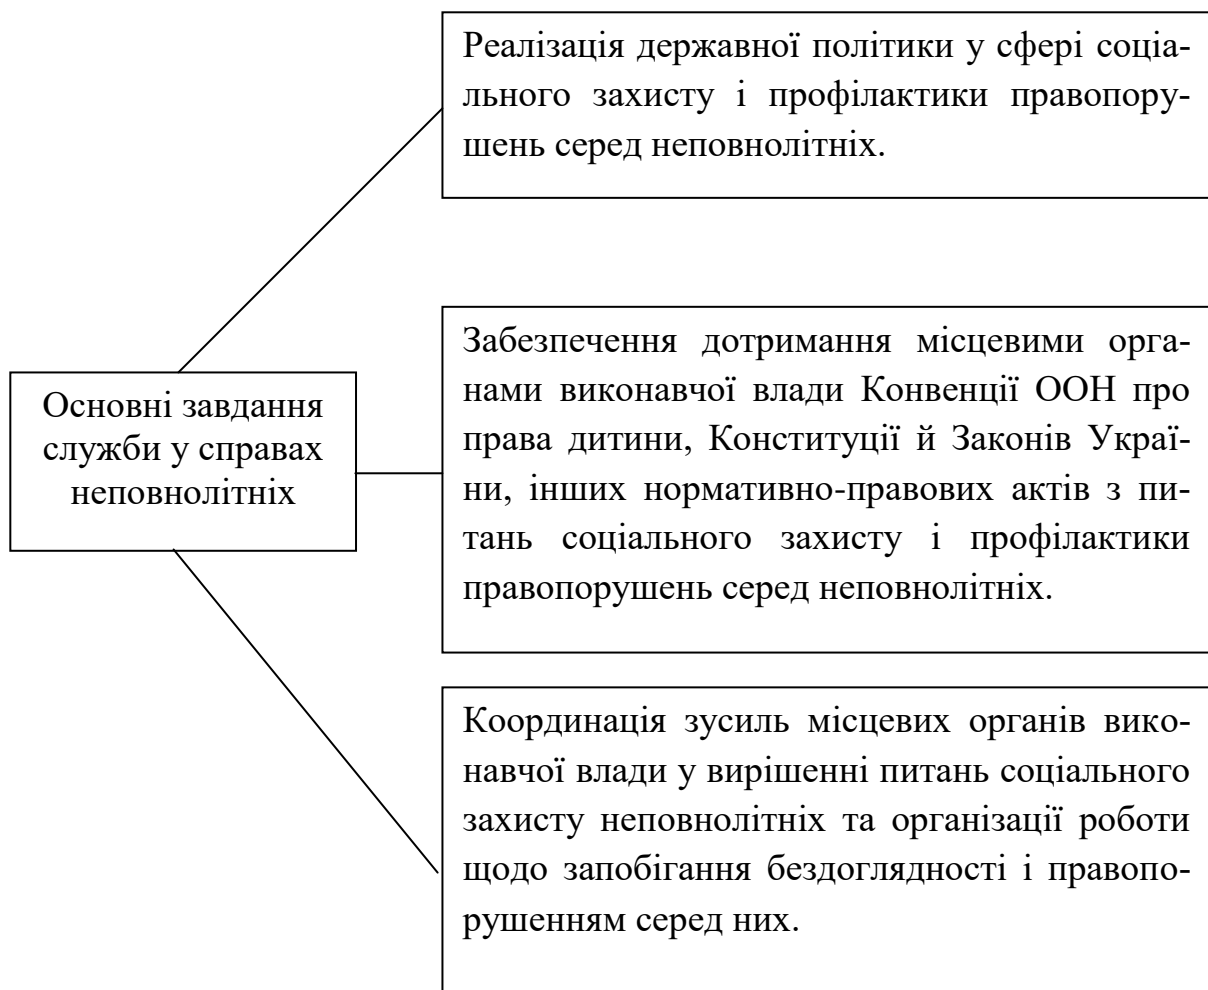 Реалізація державної політики у сфері соціа-
льного захисту і профілактики правопору-
шень серед неповнолітніх.
Основні завдання
служби у справах
неповнолітніх
Забезпечення дотримання місцевими орга-
нами виконавчої влади Конвенції ООН про
права дитини, Конституції й Законів Украї-
ни, інших нормативно-правових актів з пи-
тань соціального захисту і профілактики
правопорушень серед неповнолітніх.
Координація зусиль місцевих органів вико-
навчої влади у вирішенні питань соціального
захисту неповнолітніх та організації роботи
щодо запобігання бездоглядності і правопо-
рушенням серед них.